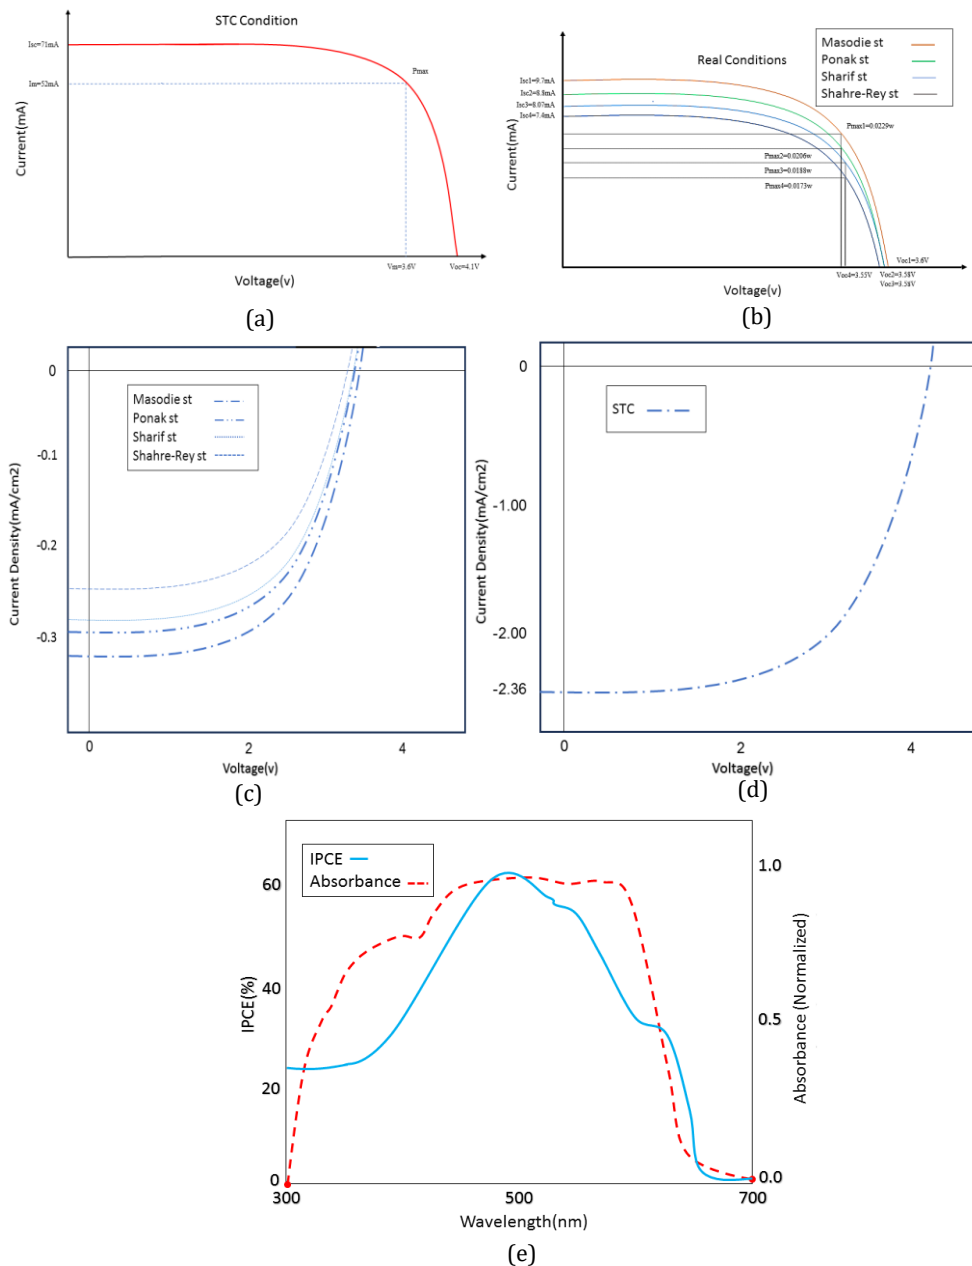 STC Condition
Isc=71mA
Pmax
Im=52mA
Current(mA)
Vm=3.6V
Voc=4.1V
Voltage(v)
(a)
Real Conditions
Masodie st
Ponak st
Sharif st
Shahre-Rey st
Isc1=9.7mA
Isc2=8.8mA
Isc3=8.07mA
Isc4=7.4mA
Current(mA)
Pmax1=0.0229w
Pmax2=0.0206w
Pmax3=0.0188w
Pmax4=0.0173w
Voc1=3.6V
Voc4=3.55V
Voc2=3.58V
Voc3=3.58V
Voltage(v)
(b)
0
-0.1
-0.2
-0.3
Current Density(mA/cm2)
Masodie st
Ponak st
Sharif st
Shahre-Rey st
0
2
4
Voltage(v)
(c)
0
-1.00
-2.00
-2.36
Current Density(mA/cm2)
STC
0
2
4
Voltage(v)
(d)
IPCE
Absorbance
60
40
20
0
IPCE(%)
1.0
0.5
0.0
Absorbance (Normalized)
300
500
700
Wavelength(nm)
(e)